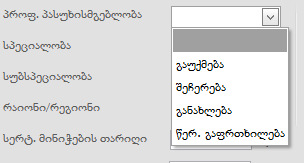 პროფ. პასუხისმგებლობა
სპეციალობა
სუბსპეციალობა
რაიონი/რეგიონი
სერტ. მინიჭების თარიღი
გაუქმება
შეჩერება
განახლება
წერ. გაფრთხილება